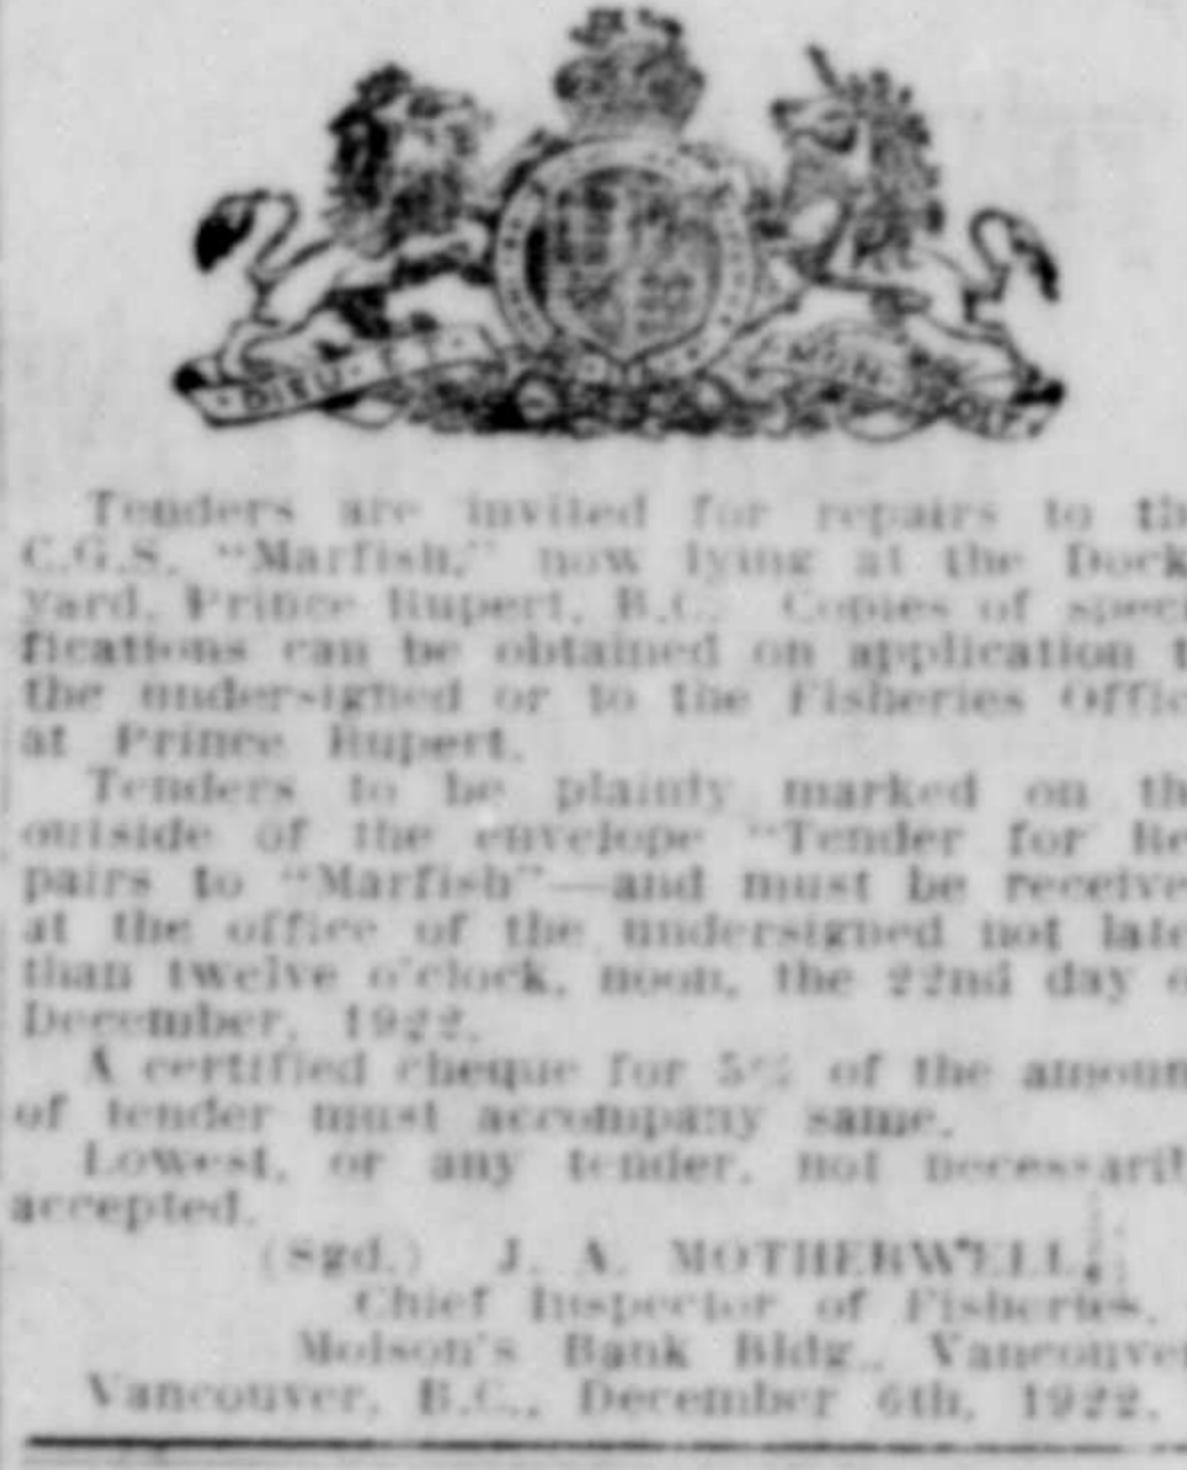 DIEU ET MON DROIT
Tenders are invited for repairs to th
C.G.S. "Marfish," now lying at the Dock
yard, Prince Rupert, B.C. Copies of speci
fications can be obtained on application t
the undersigned or to the Fisheries Offic
at Prince Rupert.
Tenders to be plainly marked on th
outside of the envelope "Tender for Re
pairs to "Marfish"—and must be receive
at the office of the undersigned not late
than twelve o'clock, noon, the 22nd day o
December, 1922.
A certified cheque for 5% of the amoun
of tender must accompany same.
Lowest, or any tender, not necessaril
accepted.
(Sgd.) J. A. MOTHERWELL,
Chief Inspector of Fisheries,
Molson's Bank Bldg., Vancouver
Vancouver, B.C., December 6th, 1922.